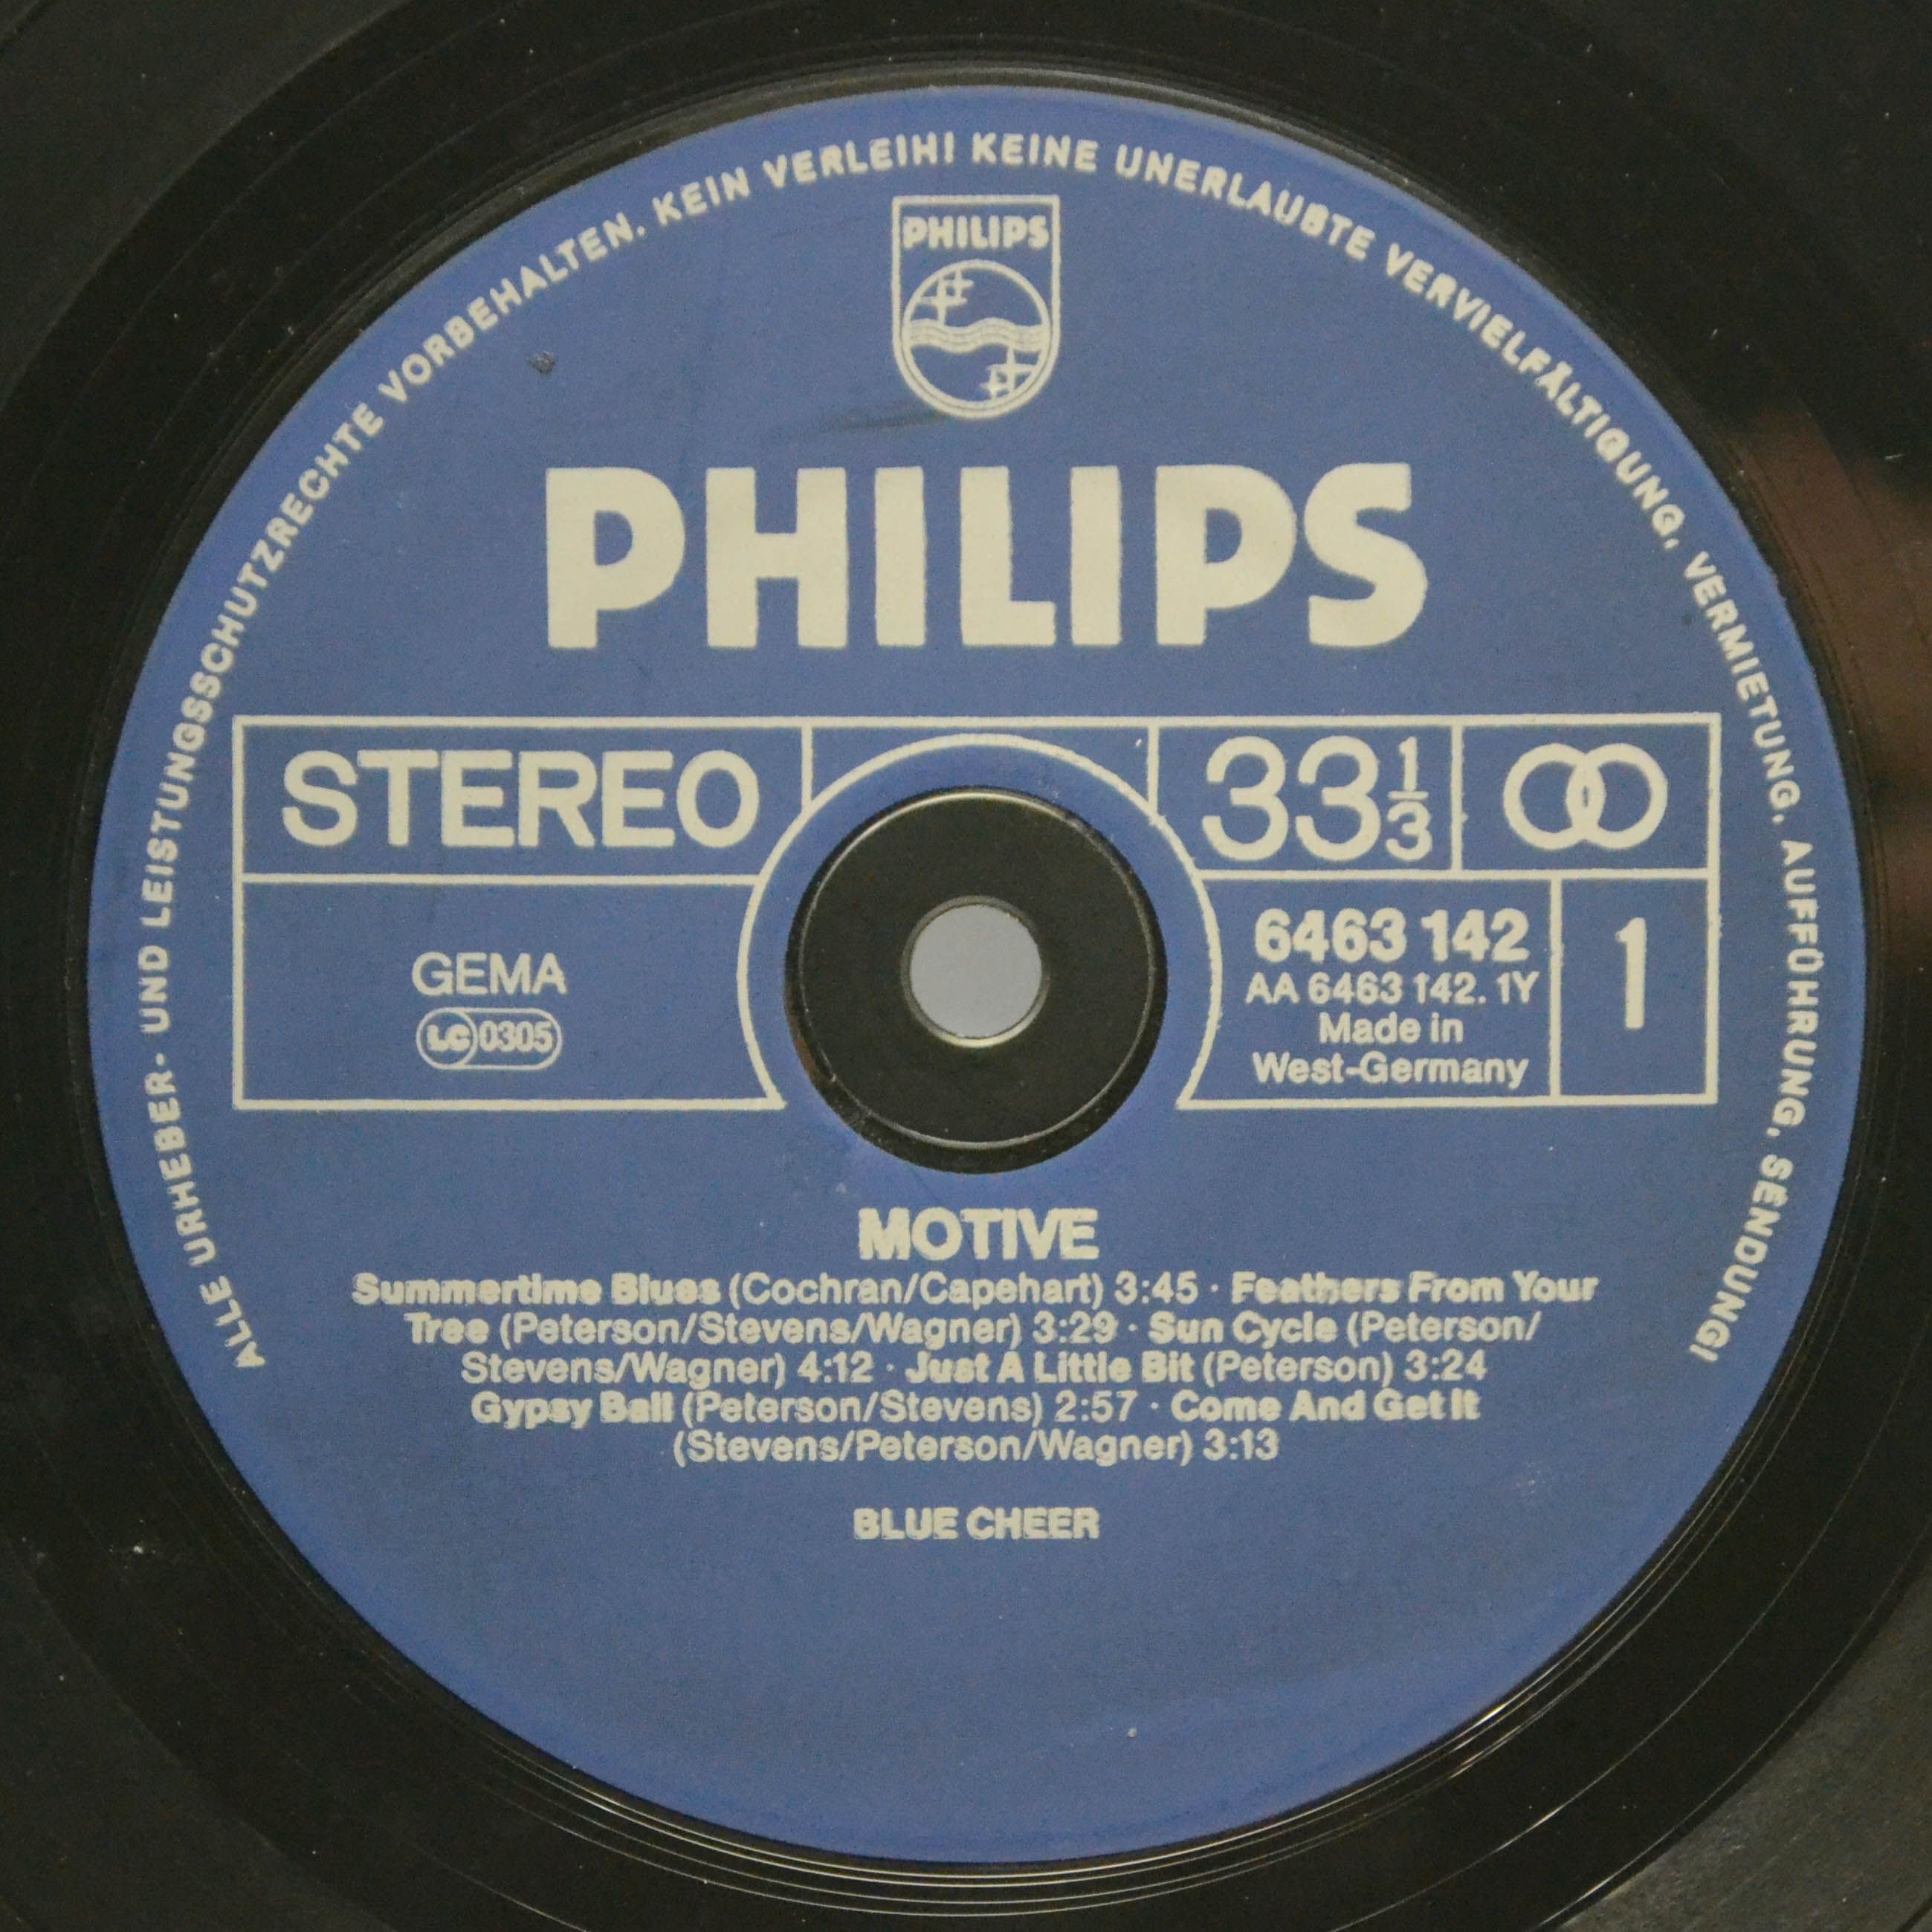 ALLE URHEBER- UND LEISTUNGSSCHUTZRECHTE VORBEHALTEN. KEIN VERLEIH! KEINE UNERLAUBTE VERVIELFÄLTIGUNG, VERMIETUNG, AUFFÜHRUNG, SENDUNG!
PHILIPS
PHILIPS
STEREO
33 1/3
GEMA
LC 0305
6463 142
AA 6463 142. 1Y
Made in
West-Germany
1
MOTIVE
Summertime Blues (Cochran/Capehart) 3:45 · Feathers From Your
Tree (Peterson/Stevens/Wagner) 3:29 · Sun Cycle (Peterson/
Stevens/Wagner) 4:12 · Just A Little Bit (Peterson) 3:24
Gypsy Ball (Peterson/Stevens) 2:57 · Come And Get It
(Stevens/Peterson/Wagner) 3:13
BLUE CHEER